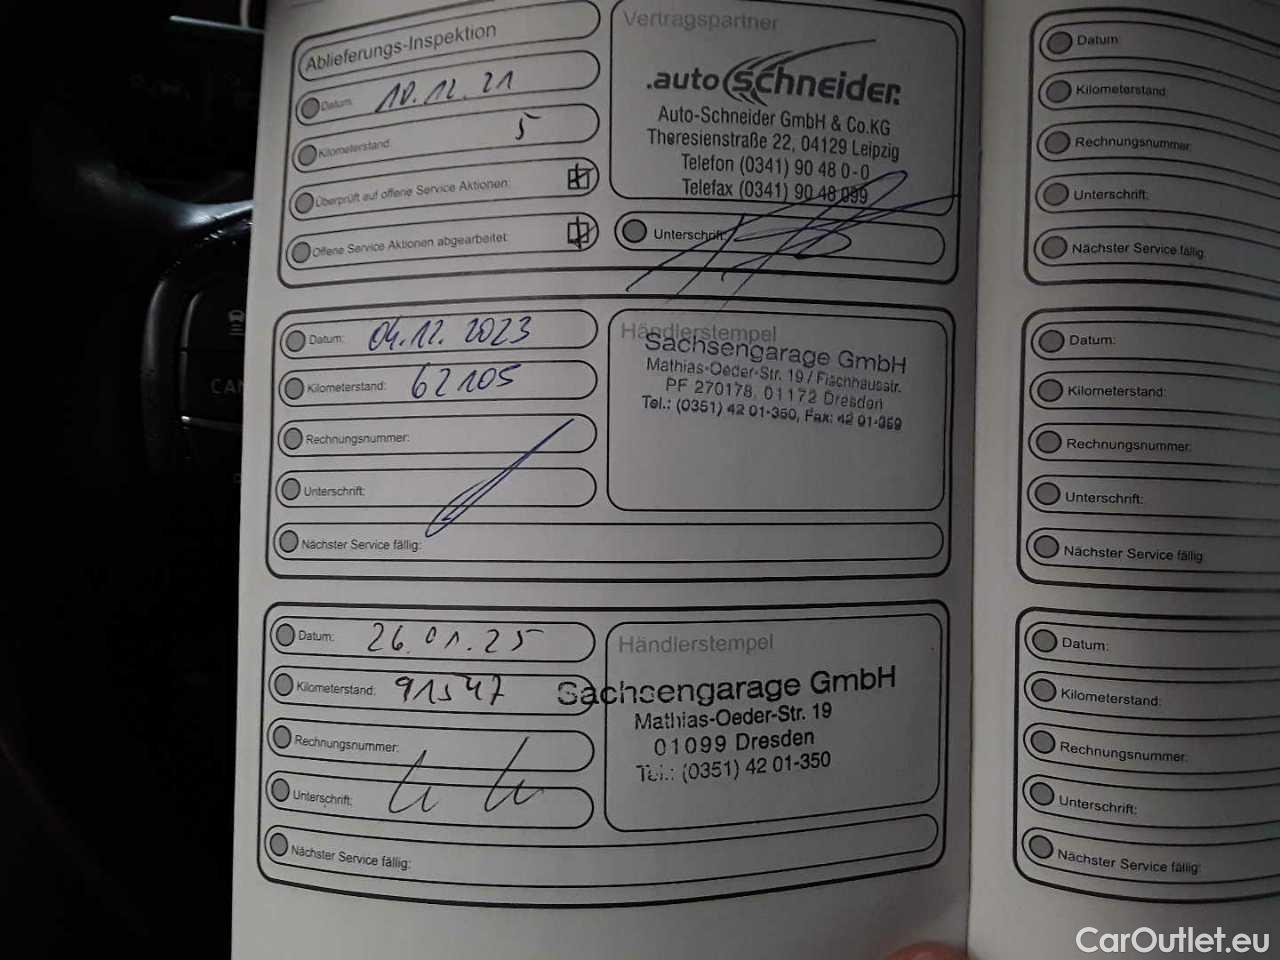 Ablieferungs-Inspektion
Datum: 10.12.21
Kilometerstand: 5
Überprüft auf offene Service Aktionen:
Offene Service Aktionen abgearbeitet:
Vertragspartner
.auto schneider.
Auto-Schneider GmbH & Co.KG
Theresienstraße 22, 04129 Leipzig
Telefon (0341) 90 48 0-0
Telefax (0341) 90 48 099
Unterschrift:
Datum: 04.12.2023
Kilometerstand: 62105
Rechnungsnummer:
Unterschrift:
Nächster Service fällig:
Händlerstempel
Sachsengarage GmbH
Mathias-Oeder-Str. 19 / Fischhausstr.
PF 270178, 01172 Dresden
Tel.: (0351) 42 01-350, Fax: 42 01-359
Datum: 26.01.25
Kilometerstand: 91547
Rechnungsnummer:
Unterschrift:
Nächster Service fällig:
Händlerstempel
Sachsengarage GmbH
Mathias-Oeder-Str. 19
01099 Dresden
Tel.: (0351) 42 01-350
Datum:
Kilometerstand:
Rechnungsnummer:
Unterschrift:
Nächster Service fällig:
Datum:
Kilometerstand:
Rechnungsnummer:
Unterschrift:
Nächster Service fällig
Datum:
Kilometerstand:
Rechnungsnummer:
Unterschrift:
Nächster Service fällig:
CarOutlet.eu